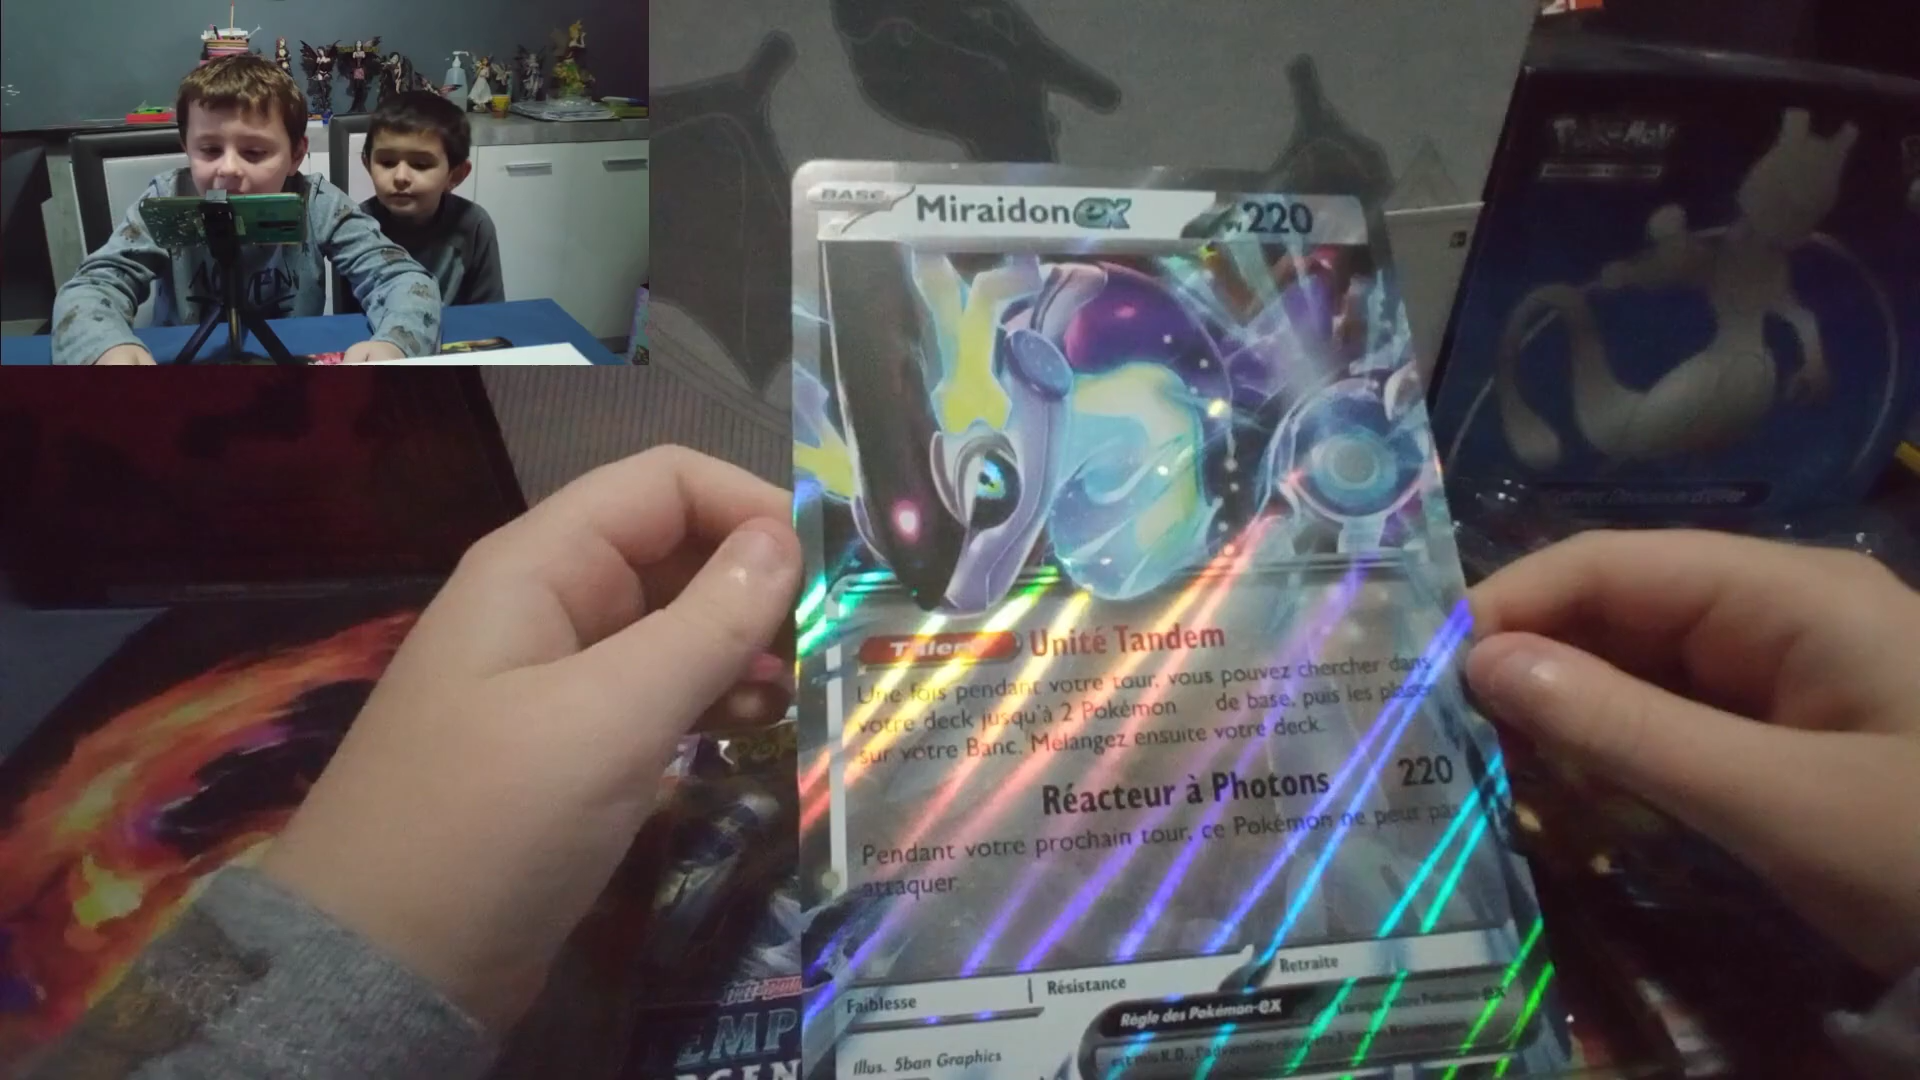 POKéMON
BASE
Miraidon ex
220
Talent Unité Tandem
Une fois pendant votre tour, vous pouvez chercher dans
votre deck jusqu'à 2 Pokémon de base, puis les placer
sur votre Banc. Mélangez ensuite votre deck.
Réacteur à Photons 220
Pendant votre prochain tour, ce Pokémon ne peut pas
attaquer.
Faiblesse
Résistance
Retraite
Règle des Pokémon-ex
Illus. 5ban Graphics